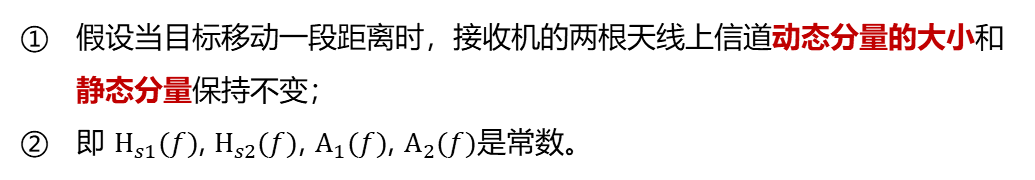 ① 假设当目标移动一段距离时，接收机的两根天线上信道动态分量的大小和
静态分量保持不变；
② 即 H_{s1}(f), H_{s2}(f), A_1(f), A_2(f)是常数。